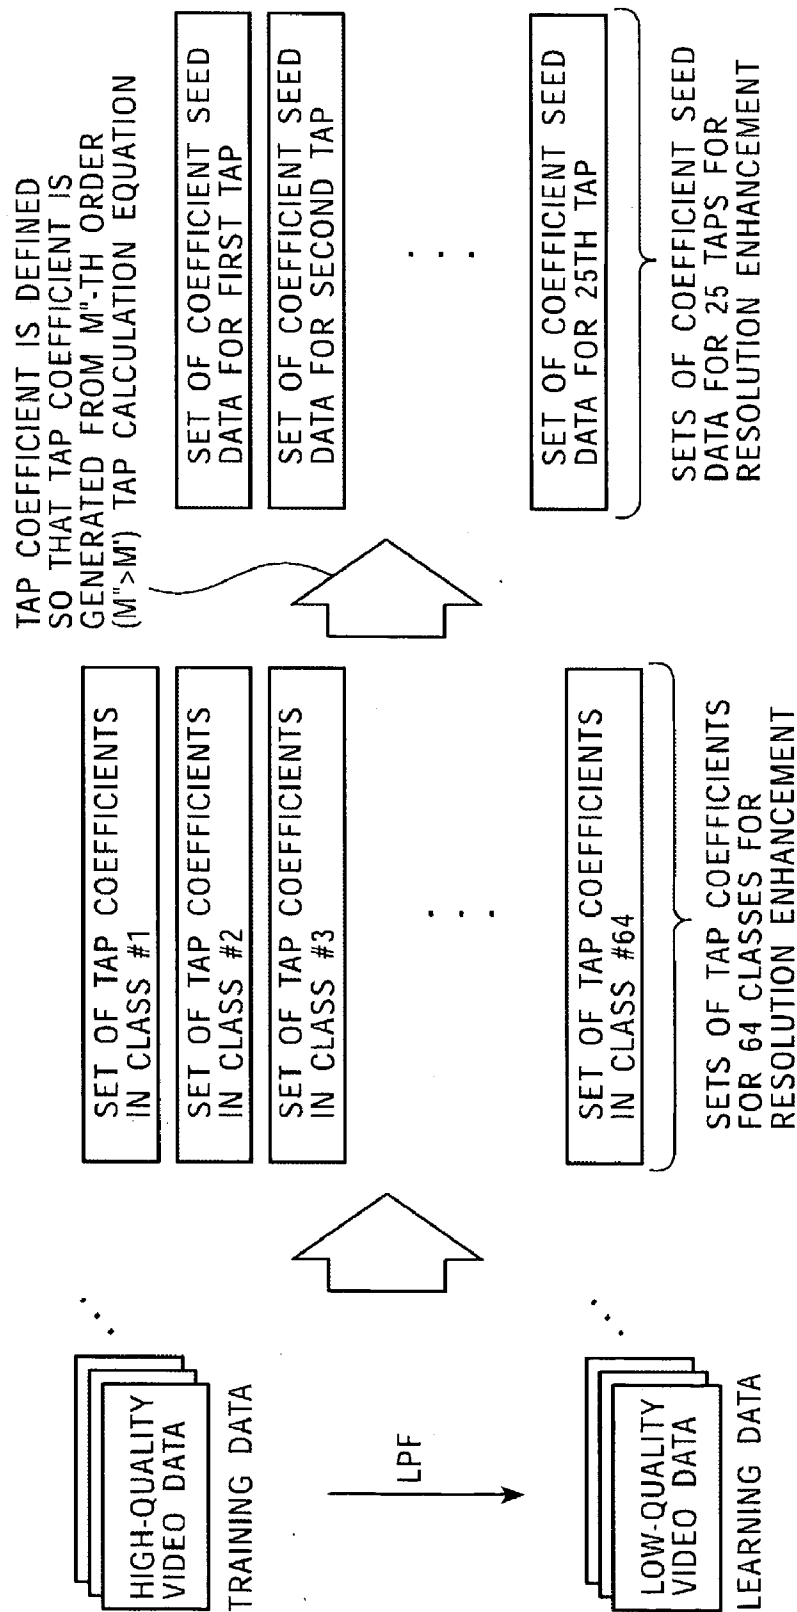 HIGH-QUALITY
VIDEO DATA
TRAINING DATA
LPF
LOW-QUALITY
VIDEO DATA
LEARNING DATA
SET OF TAP COEFFICIENTS
IN CLASS #1
SET OF TAP COEFFICIENTS
IN CLASS #2
SET OF TAP COEFFICIENTS
IN CLASS #3
SET OF TAP COEFFICIENTS
IN CLASS #64
SETS OF TAP COEFFICIENTS
FOR 64 CLASSES FOR
RESOLUTION ENHANCEMENT
TAP COEFFICIENT IS DEFINED
SO THAT TAP COEFFICIENT IS
GENERATED FROM M"-TH ORDER
(M">M') TAP CALCULATION EQUATION
SET OF COEFFICIENT SEED
DATA FOR FIRST TAP
SET OF COEFFICIENT SEED
DATA FOR SECOND TAP
SET OF COEFFICIENT SEED
DATA FOR 25TH TAP
SETS OF COEFFICIENT SEED
DATA FOR 25 TAPS FOR
RESOLUTION ENHANCEMENT